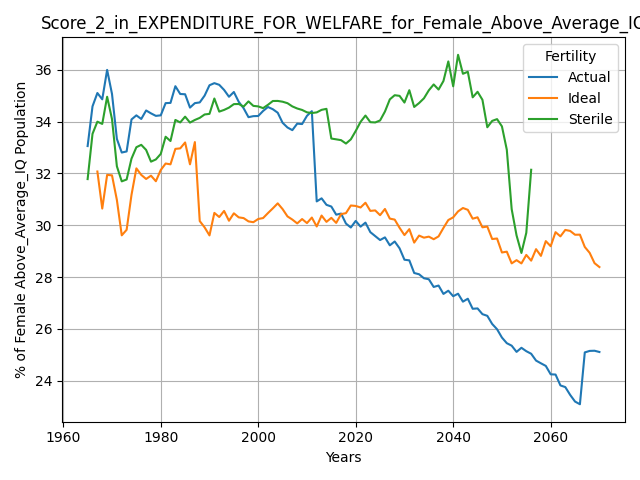 Score_2_in_EXPENDITURE_FOR_WELFARE_for_Female_Above_Average_IQ
Fertility
Actual
Ideal
Sterile
% of Female Above_Average_IQ Population
36
34
32
30
28
26
24
1960 1980 2000 2020 2040 2060
Years